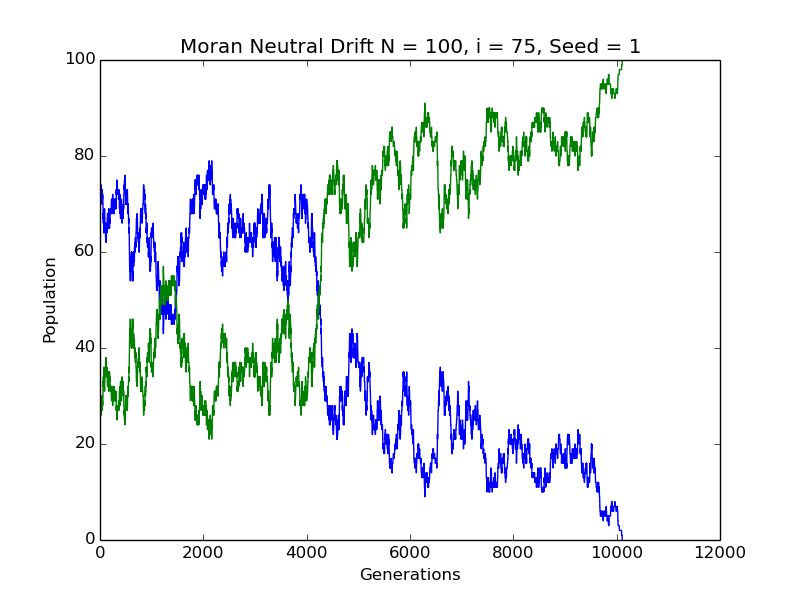 Moran Neutral Drift N = 100, i = 75, Seed = 1
100
80
60
40
20
0
Population
0 2000 4000 6000 8000 10000 12000
Generations